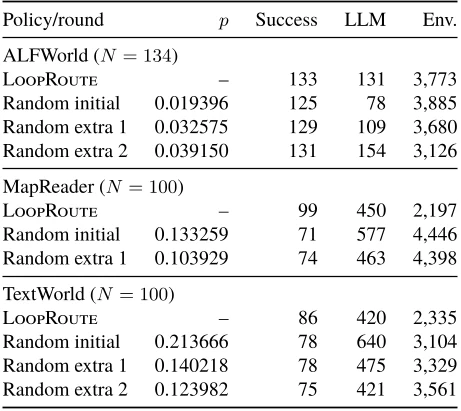 Policy/round p Success LLM Env.
ALFWorld (N = 134)
LOOPROUTE – 133 131 3,773
Random initial 0.019396 125 78 3,885
Random extra 1 0.032575 129 109 3,680
Random extra 2 0.039150 131 154 3,126
MapReader (N = 100)
LOOPROUTE – 99 450 2,197
Random initial 0.133259 71 577 4,446
Random extra 1 0.103929 74 463 4,398
TextWorld (N = 100)
LOOPROUTE – 86 420 2,335
Random initial 0.213666 78 640 3,104
Random extra 1 0.140218 78 475 3,329
Random extra 2 0.123982 75 421 3,561